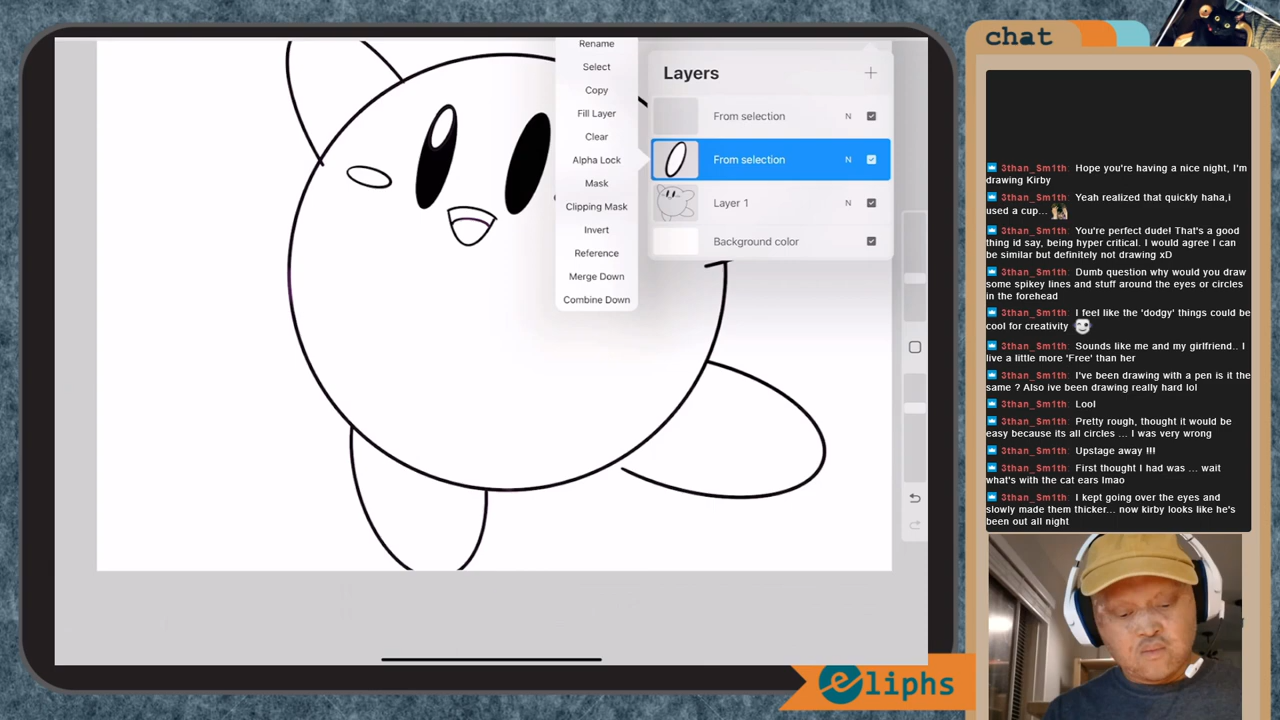 chat
Rename
Select
Copy
Fill Layer
Clear
Alpha Lock
Mask
Clipping Mask
Invert
Reference
Merge Down
Combine Down
Layers
From selection N
From selection N
Layer 1 N
Background color
3than_Sm1th: Hope you're having a nice night, I'm
drawing Kirby
3than_Sm1th: Yeah realized that quickly haha,i
used a cup...
3than_Sm1th: You're perfect dude! That's a good
thing id say, being hyper critical. I would agree I can
be similar but definitely not drawing xD
3than_Sm1th: Dumb question why would you draw
some spikey lines and stuff around the eyes or circles
in the forehead
3than_Sm1th: I feel like the 'dodgy' things could be
cool for creativity
3than_Sm1th: Sounds like me and my girlfriend.. I
live a little more 'Free' than her
3than_Sm1th: I've been drawing with a pen is it the
same ? Also ive been drawing really hard lol
3than_Sm1th: Lool
3than_Sm1th: Pretty rough, thought it would be
easy because its all circles ... I was very wrong
3than_Sm1th: Upstage away !!!
3than_Sm1th: First thought I had was ... wait
what's with the cat ears lmao
3than_Sm1th: I kept going over the eyes and
slowly made them thicker... now kirby looks like he's
been out all night
eliphs